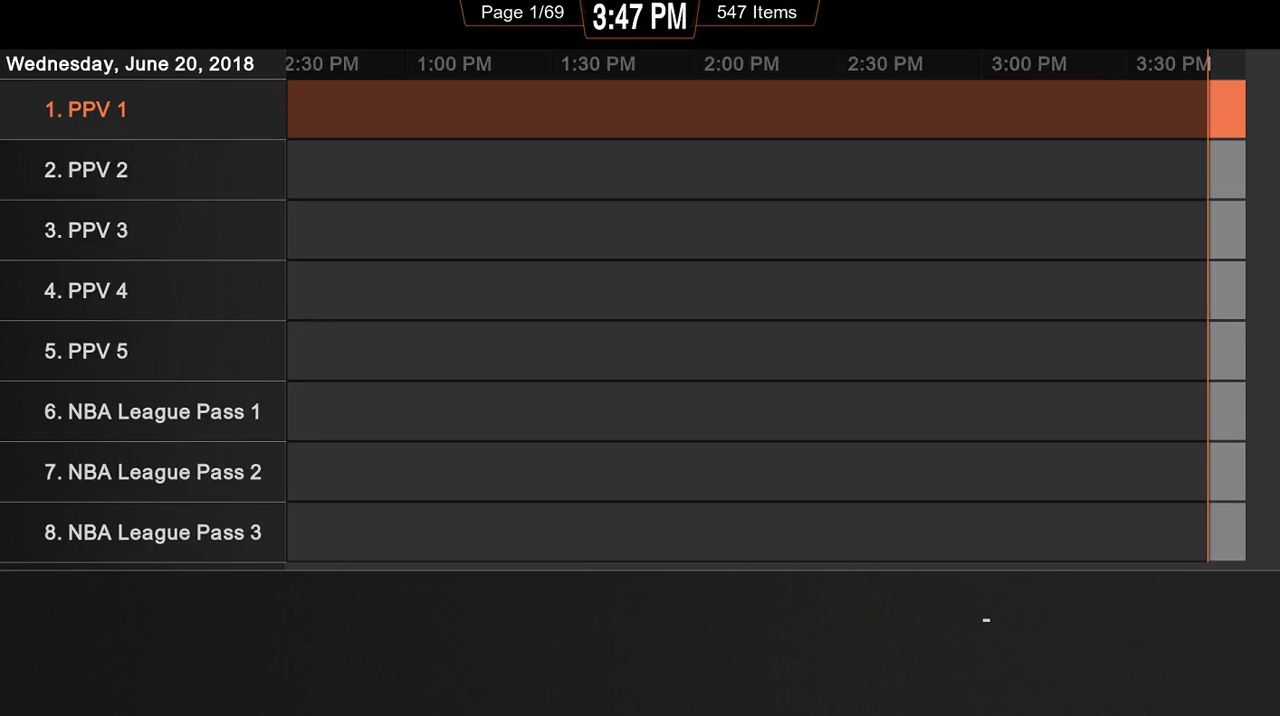 Page 1/69 3:47 PM 547 Items
Wednesday, June 20, 2018 2:30 PM 1:00 PM 1:30 PM 2:00 PM 2:30 PM 3:00 PM 3:30 PM
1. PPV 1
2. PPV 2
3. PPV 3
4. PPV 4
5. PPV 5
6. NBA League Pass 1
7. NBA League Pass 2
8. NBA League Pass 3
-